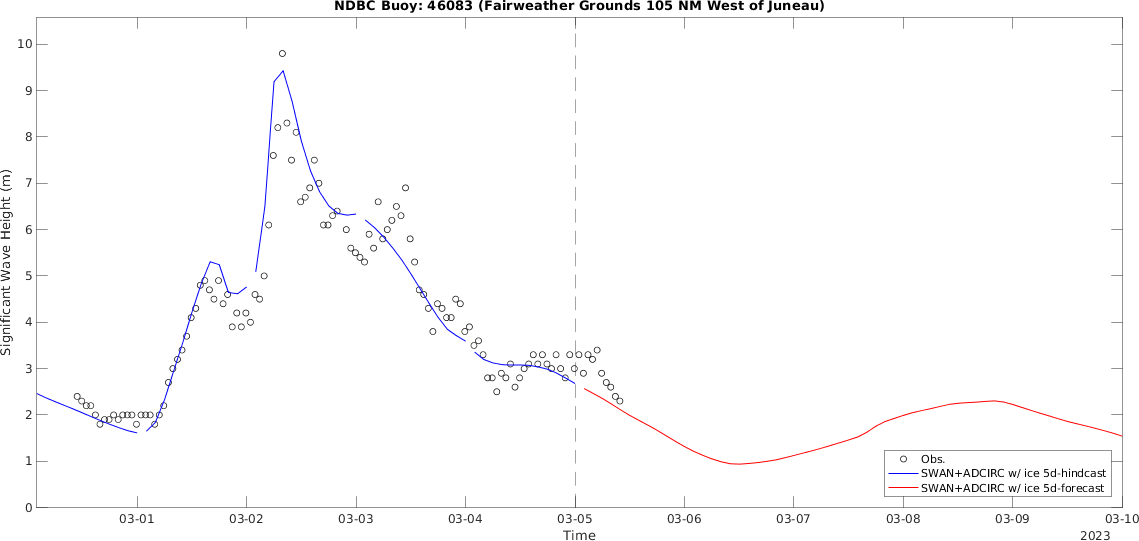 NDBC Buoy: 46083 (Fairweather Grounds 105 NM West of Juneau)
Significant Wave Height (m)
10
9
8
7
6
5
4
3
2
1
0
Obs.
SWAN+ADCIRC w/ ice 5d-hindcast
SWAN+ADCIRC w/ ice 5d-forecast
03-01 03-02 03-03 03-04 03-05 03-06 03-07 03-08 03-09 03-10
Time
2023